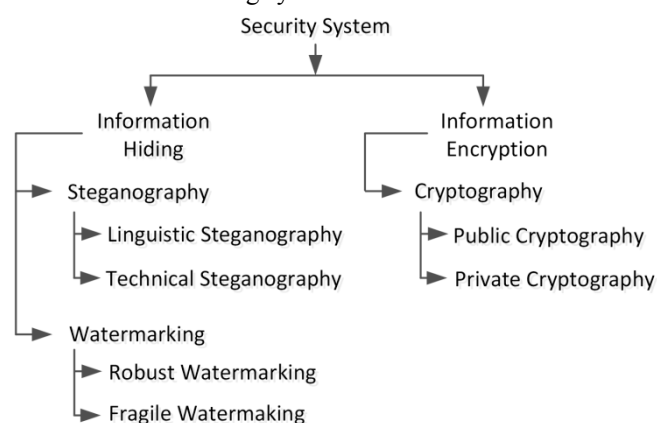 Security System
Information
Hiding
Information
Encryption
Steganography
Cryptography
Linguistic Steganography
Public Cryptography
Technical Steganography
Private Cryptography
Watermarking
Robust Watermarking
Fragile Watermaking